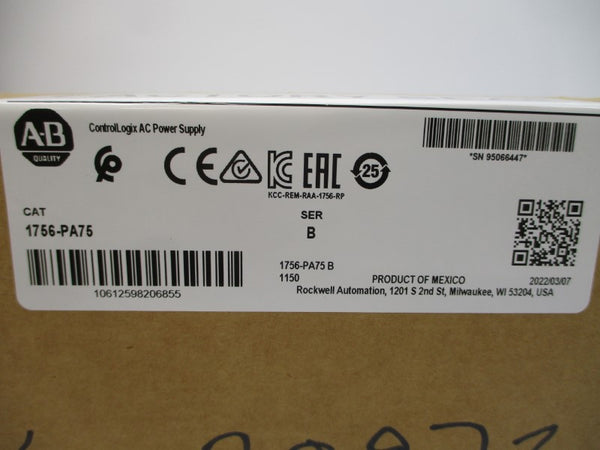 A-B
QUALITY
ControlLogix AC Power Supply
*SN 95066447*
CE
KC
EAC
25
KCC-REM-RAA-1756-RP
CAT
1756-PA75
SER
B
10612598206855
1756-PA75 B
1150
PRODUCT OF MEXICO
2022/03/07
Rockwell Automation, 1201 S 2nd St, Milwaukee, WI 53204, USA